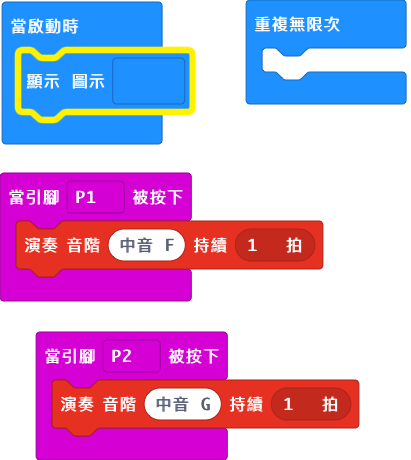 當啟動時
顯示 圖示
重複無限次
當引腳 P1 被按下
演奏 音階 中音 F 持續 1 拍
當引腳 P2 被按下
演奏 音階 中音 G 持續 1 拍